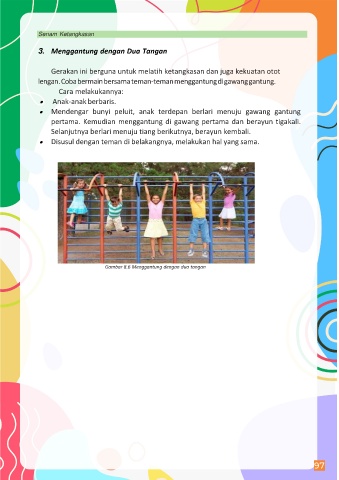 Senam Ketangkasan
3. Menggantung dengan Dua Tangan
Gerakan ini berguna untuk melatih ketangkasan dan juga kekuatan otot
lengan. Coba bermain bersama teman-teman menggantung di gawang gantung.
Cara melakukannya:
• Anak-anak berbaris.
• Mendengar bunyi peluit, anak terdepan berlari menuju gawang gantung
pertama. Kemudian menggantung di gawang pertama dan berayun tigakali.
Selanjutnya berlari menuju tiang berikutnya, berayun kembali.
• Disusul dengan teman di belakangnya, melakukan hal yang sama.
Gambar 8.6 Menggantung dengan dua tangan
97